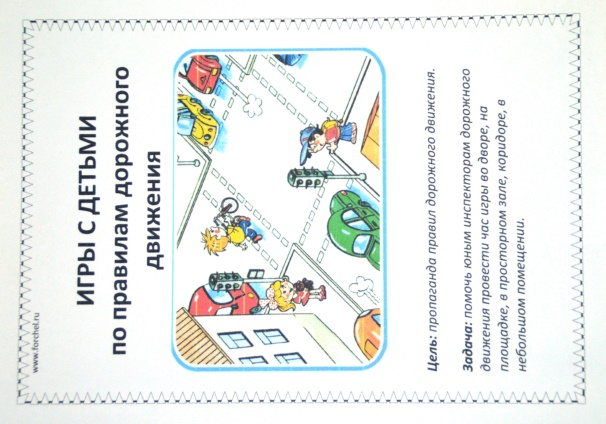 www.forchel.ru
ИГРЫ С ДЕТЬМИ
по правилам дорожного
движения
Цель: пропаганда правил дорожного движения.
Задача: помочь юным инспекторам дорожного
движения провести час игры во дворе, на
площадке, в просторном зале, коридоре, в
небольшом помещении.